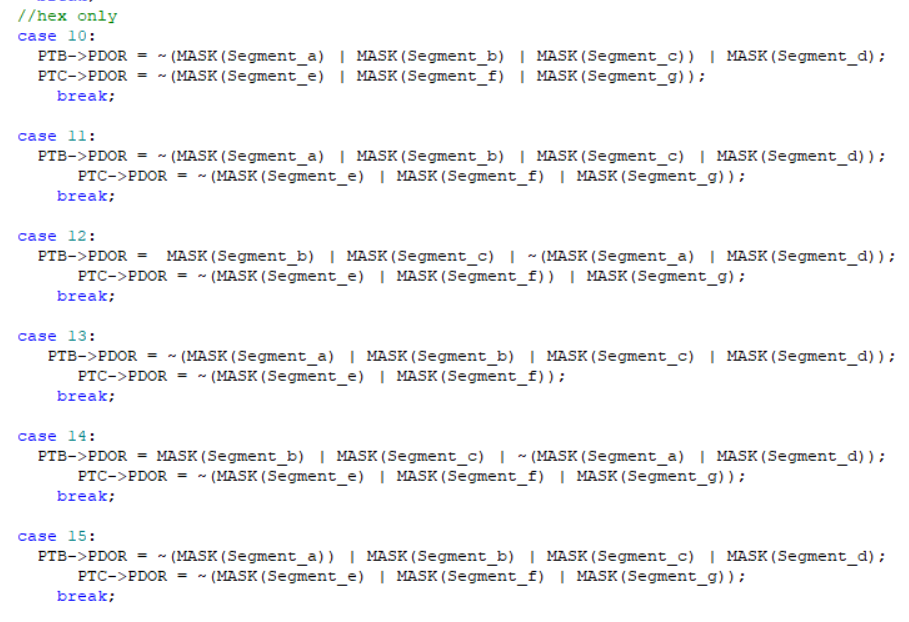 //hex only
case 10:
PTB->PDOR = ~(MASK(Segment_a) | MASK(Segment_b) | MASK(Segment_c)) | MASK(Segment_d);
PTC->PDOR = ~(MASK(Segment_e) | MASK(Segment_f) | MASK(Segment_g));
break;
case 11:
PTB->PDOR = ~(MASK(Segment_a) | MASK(Segment_b) | MASK(Segment_c) | MASK(Segment_d));
PTC->PDOR = ~(MASK(Segment_e) | MASK(Segment_f) | MASK(Segment_g));
break;
case 12:
PTB->PDOR =  MASK(Segment_b) | MASK(Segment_c) | ~(MASK(Segment_a) | MASK(Segment_d));
PTC->PDOR = ~(MASK(Segment_e) | MASK(Segment_f)) | MASK(Segment_g);
break;
case 13:
PTB->PDOR = ~(MASK(Segment_a) | MASK(Segment_b) | MASK(Segment_c) | MASK(Segment_d));
PTC->PDOR = ~(MASK(Segment_e) | MASK(Segment_f));
break;
case 14:
PTB->PDOR = MASK(Segment_b) | MASK(Segment_c) | ~(MASK(Segment_a) | MASK(Segment_d));
PTC->PDOR = ~(MASK(Segment_e) | MASK(Segment_f) | MASK(Segment_g));
break;
case 15:
PTB->PDOR = ~(MASK(Segment_a)) | MASK(Segment_b) | MASK(Segment_c) | MASK(Segment_d);
PTC->PDOR = ~(MASK(Segment_e) | MASK(Segment_f) | MASK(Segment_g));
break;